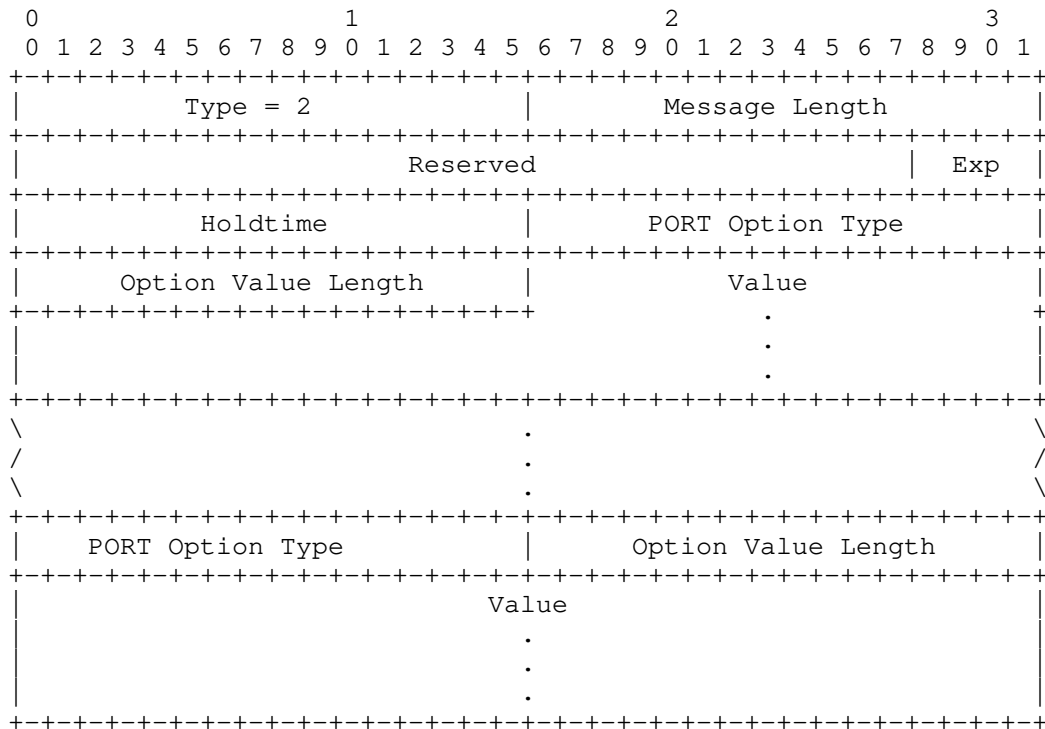 0                   1                   2                   3
 0 1 2 3 4 5 6 7 8 9 0 1 2 3 4 5 6 7 8 9 0 1 2 3 4 5 6 7 8 9 0 1
+-+-+-+-+-+-+-+-+-+-+-+-+-+-+-+-+-+-+-+-+-+-+-+-+-+-+-+-+-+-+-+-+
|          Type = 2             |        Message Length         |
+-+-+-+-+-+-+-+-+-+-+-+-+-+-+-+-+-+-+-+-+-+-+-+-+-+-+-+-+-+-+-+-+
|                        Reserved                       |  Exp  |
+-+-+-+-+-+-+-+-+-+-+-+-+-+-+-+-+-+-+-+-+-+-+-+-+-+-+-+-+-+-+-+-+
|           Holdtime            |       PORT Option Type        |
+-+-+-+-+-+-+-+-+-+-+-+-+-+-+-+-+-+-+-+-+-+-+-+-+-+-+-+-+-+-+-+-+
|      Option Value Length      |            Value              |
+-+-+-+-+-+-+-+-+-+-+-+-+-+-+-+-+              .                +
|                                              .                |
|                                              .                |
+-+-+-+-+-+-+-+-+-+-+-+-+-+-+-+-+-+-+-+-+-+-+-+-+-+-+-+-+-+-+-+-+
\                               .                               \
/                               .                               /
\                               .                               \
+-+-+-+-+-+-+-+-+-+-+-+-+-+-+-+-+-+-+-+-+-+-+-+-+-+-+-+-+-+-+-+-+
|    PORT Option Type           |      Option Value Length      |
+-+-+-+-+-+-+-+-+-+-+-+-+-+-+-+-+-+-+-+-+-+-+-+-+-+-+-+-+-+-+-+-+
|                             Value                             |
|                               .                               |
|                               .                               |
|                               .                               |
+-+-+-+-+-+-+-+-+-+-+-+-+-+-+-+-+-+-+-+-+-+-+-+-+-+-+-+-+-+-+-+-+